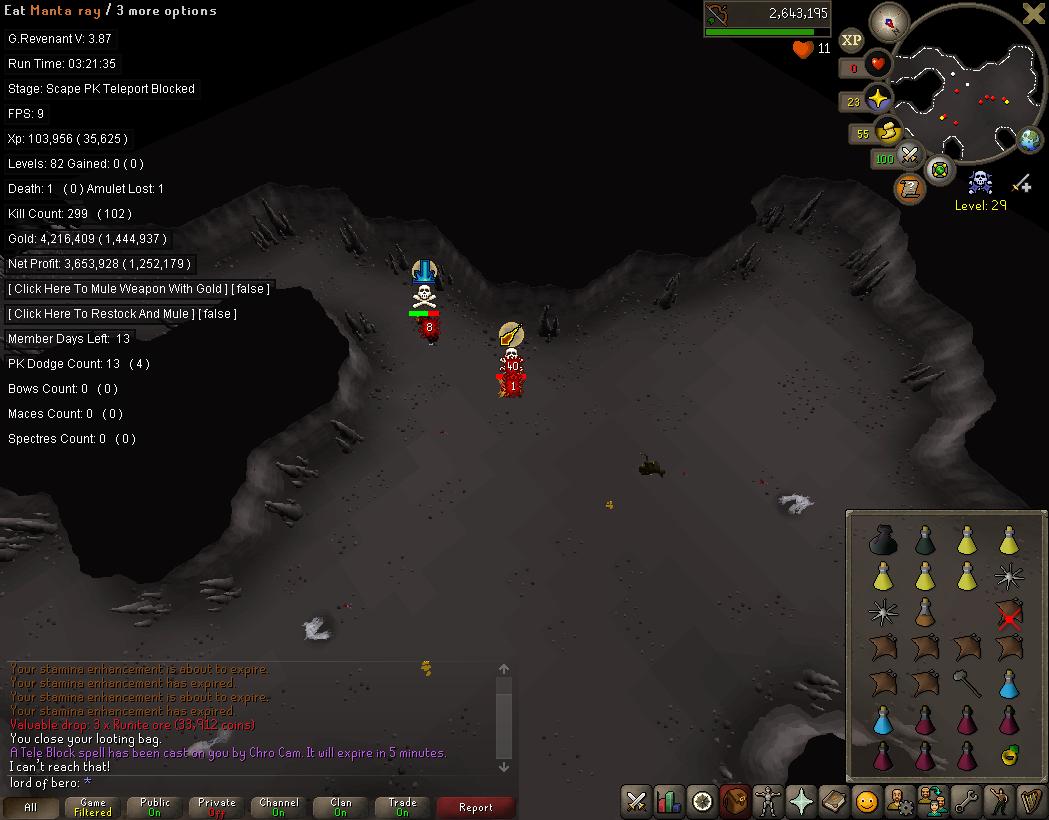 Eat Manta ray / 3 more options
G.Revenant V: 3.87
Run Time: 03:21:35
Stage: Scape PK Teleport Blocked
FPS: 9
Xp: 103,956 ( 35,625 )
Levels: 82 Gained: 0 ( 0 )
Death: 1 ( 0 ) Amulet Lost: 1
Kill Count: 299 ( 102 )
Gold: 4,216,409 ( 1,444,937 )
Net Profit: 3,653,928 ( 1,252,179 )
[ Click Here To Mule Weapon With Gold ] [ false ]
[ Click Here To Restock And Mule ] [ false ]
Member Days Left: 13
PK Dodge Count: 13 ( 4 )
Bows Count: 0 ( 0 )
Maces Count: 0 ( 0 )
Spectres Count: 0 ( 0 )
2,643,195
11
XP
0
23
55
100
Level: 29
8
40
1
Your stamina enhancement is about to expire.
Your stamina enhancement has expired.
Your stamina enhancement is about to expire.
Your stamina enhancement has expired.
Valuable drop: 3 x Runite ore (33,912 coins)
You close your looting bag.
A Tele Block spell has been cast on you by Chro Cam. It will expire in 5 minutes.
I can't reach that!
lord of bero: *
All
Game Filtered
Public On
Private Off
Channel On
Clan On
Trade On
Report